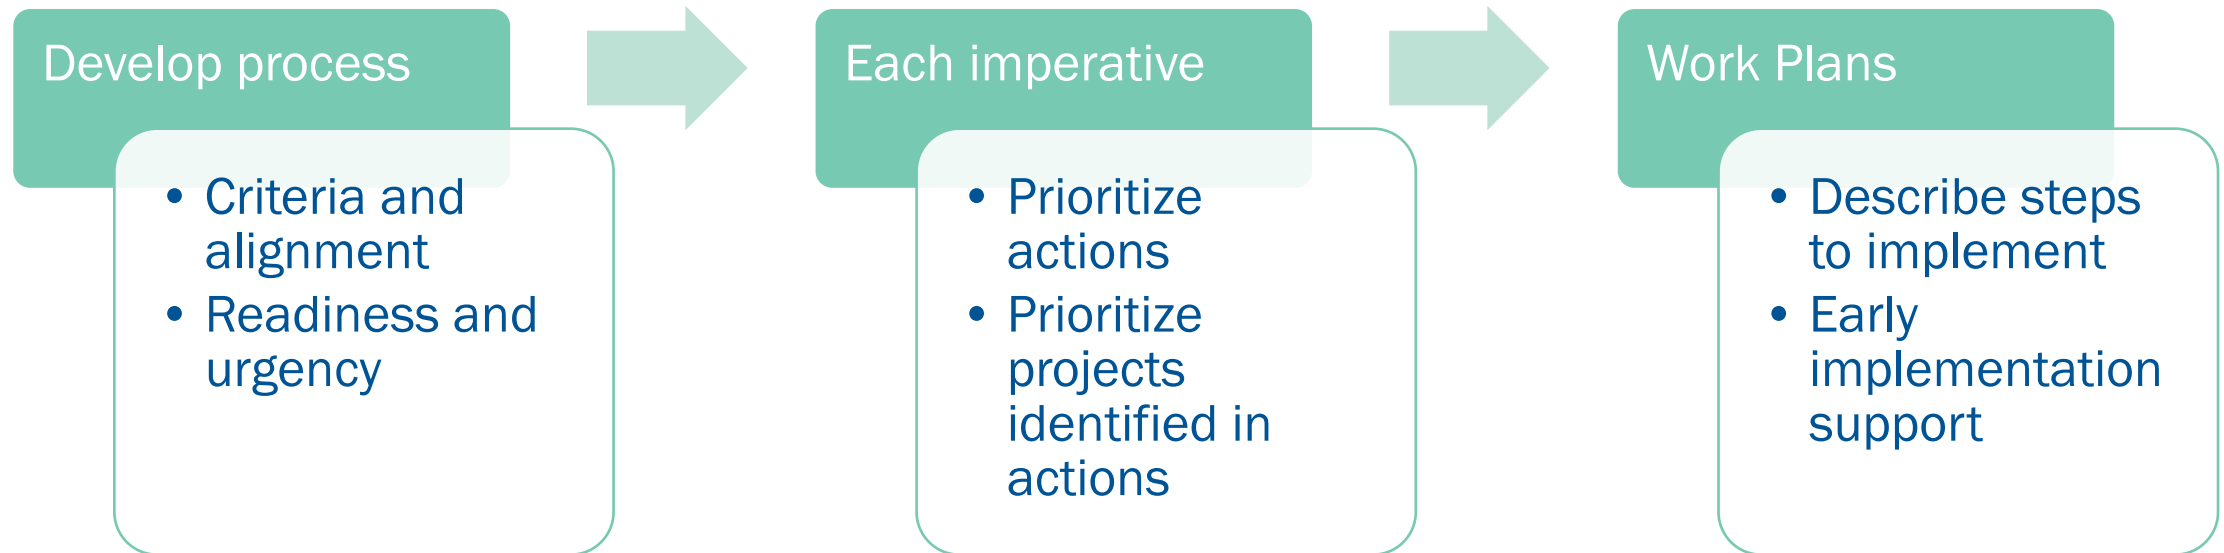 Develop process
• Criteria and
alignment
• Readiness and
urgency
Each imperative
• Prioritize
actions
• Prioritize
projects
identified in
actions
Work Plans
• Describe steps
to implement
• Early
implementation
support